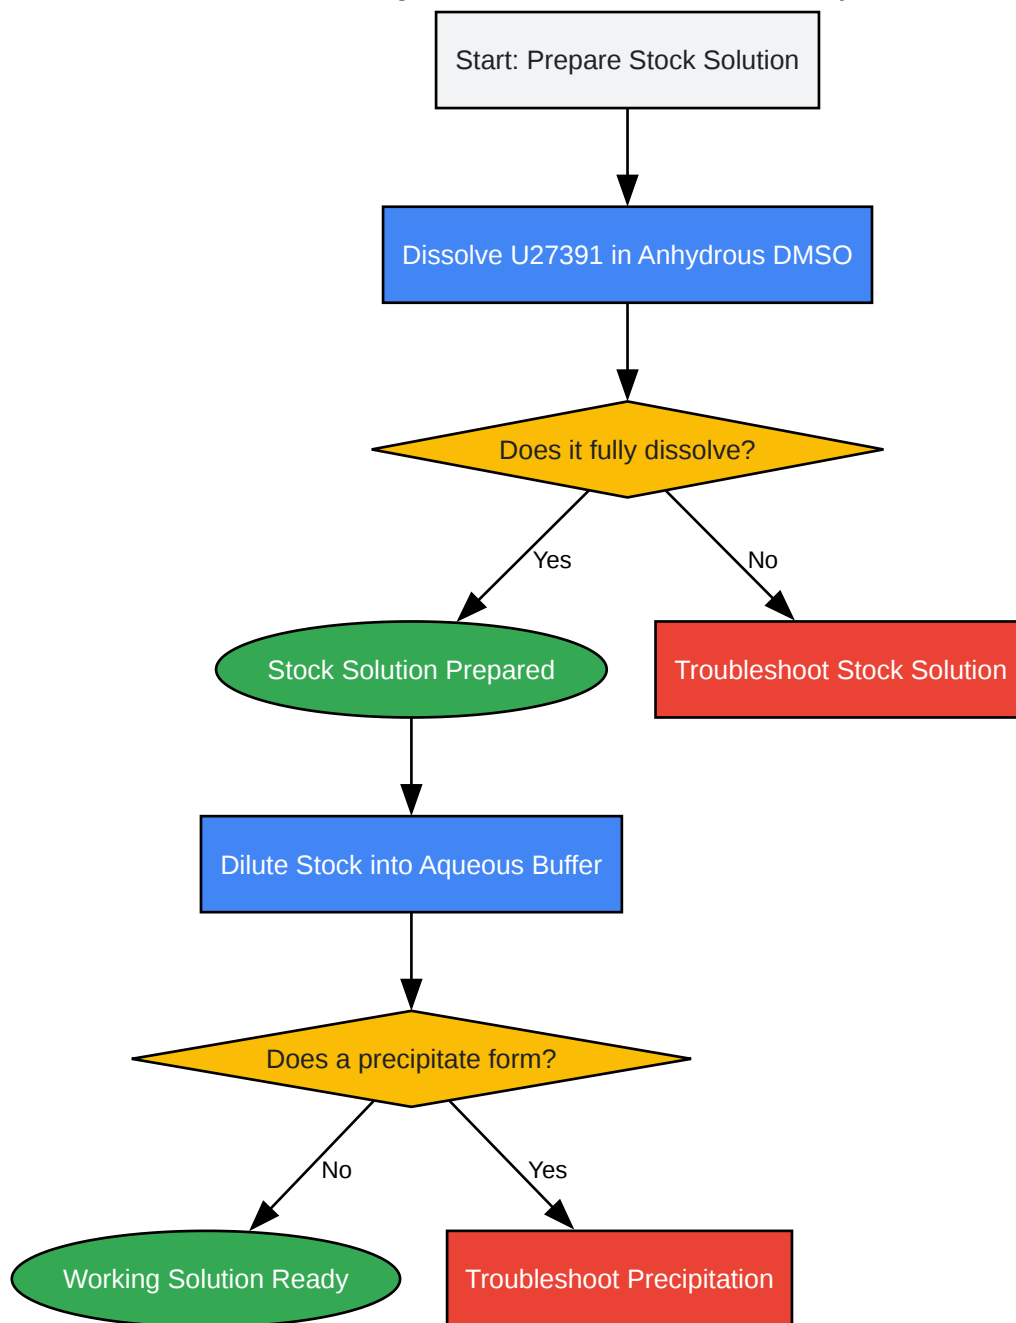 Start: Prepare Stock Solution
Dissolve U27391 in Anhydrous DMSO
Does it fully dissolve?
Yes
No
Stock Solution Prepared
Troubleshoot Stock Solution
Dilute Stock into Aqueous Buffer
Does a precipitate form?
No
Yes
Working Solution Ready
Troubleshoot Precipitation